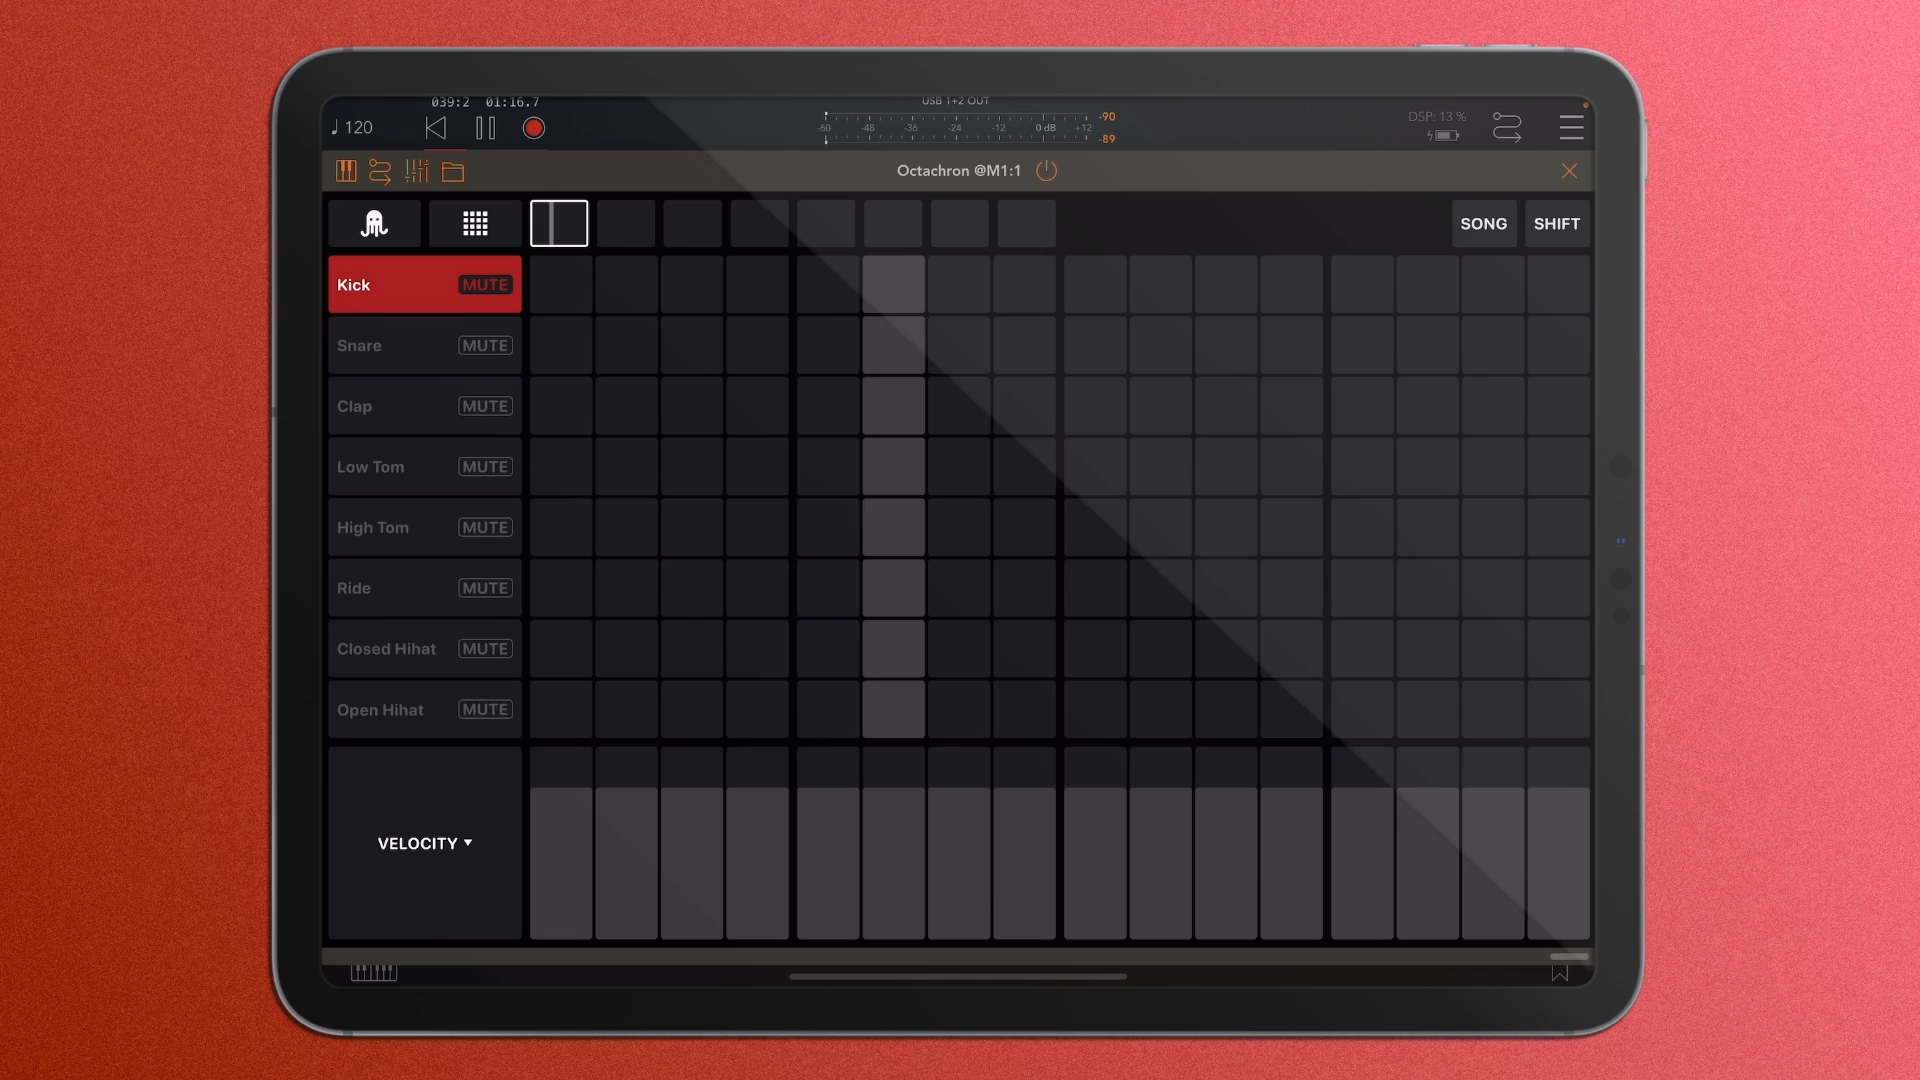 039:2 01:16.7
USB 1+2 OUT
120
-60 -48 -36 -24 -12 0 dB +12
-90
-89
DSP: 13 %
Octachron @M1:1
SONG SHIFT
Kick MUTE
Snare MUTE
Clap MUTE
Low Tom MUTE
High Tom MUTE
Ride MUTE
Closed Hihat MUTE
Open Hihat MUTE
VELOCITY